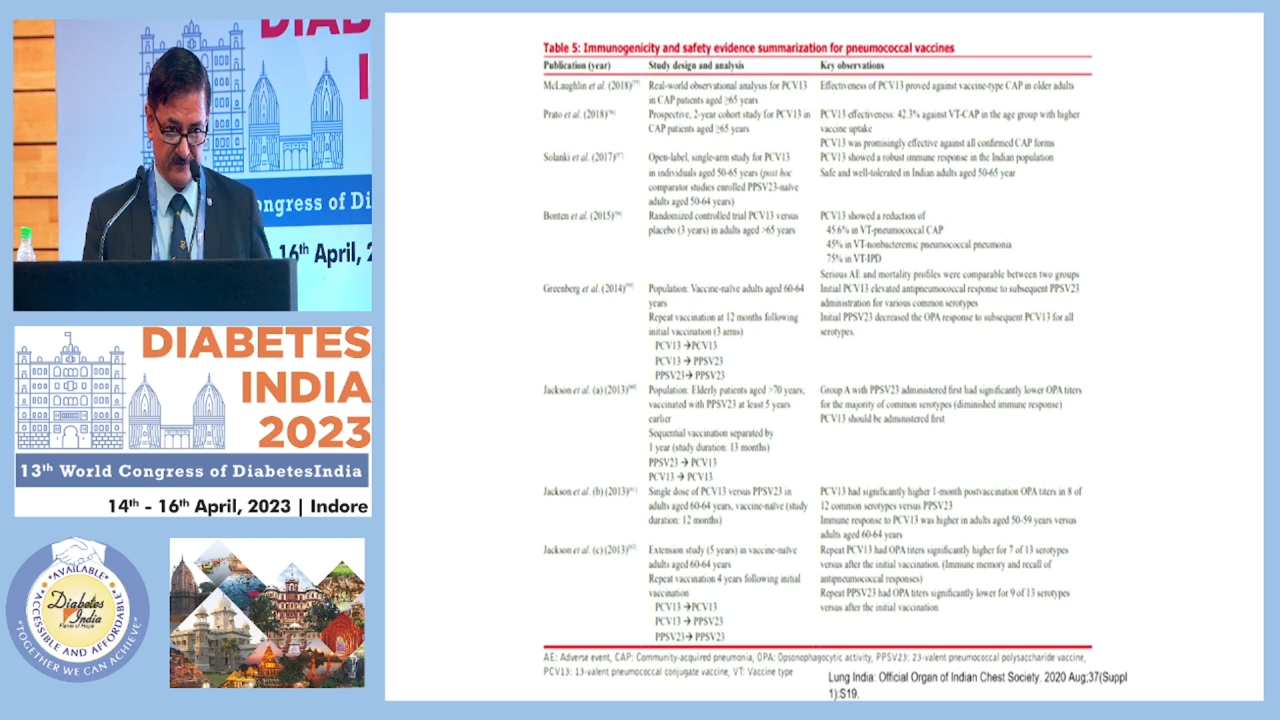 DIAB
I
ongress of Di
16th April, 2
DIABETES
INDIA
2023
13th World Congress of DiabetesIndia
14th - 16th April, 2023 | Indore
"AVAILABLE"
ACCESSIBLE AND AFFORDABLE
Diabetes
India
"TOGETHER WE CAN ACHIEVE"
Table 5: Immunogenicity and safety evidence summarization for pneumococcal vaccines
Publication (year) Study design and analysis Key observations
McLaughlin et al. (2018) Real-world observational analysis for PCV13 Effectiveness of PCV13 proved against vaccine-type CAP in older adults
in CAP patients aged ≥65 years
Prato et al. (2018) Prospective, 2-year cohort study for PCV13 in PCV13 effectiveness: 42.3% against VT-CAP in the age group with higher
CAP patients aged ≥65 years vaccine uptake
PCV13 was promisingly effective against all confirmed CAP forms
Solanki et al. (2017) Open-label, single-arm study for PCV13 PCV13 showed a robust immune response in the Indian population
in individuals aged 50-65 years (post hoc Safe and well-tolerated in Indian adults aged 50-65 year
comparator studies enrolled PPSV23-naïve
adults aged 50-64 years)
Bonten et al. (2015) Randomized controlled trial PCV13 versus PCV13 showed a reduction of
placebo (3 years) in adults aged >65 years 45.6% in VT-pneumococcal CAP
45% in VT-nonbacteremic pneumococcal pneumonia
75% in VT-IPD
Serious AE and mortality profiles were comparable between two groups
Greenberg et al. (2014) Population: Vaccine-naïve adults aged 60-64 Initial PCV13 elevated antipneumococcal response to subsequent PPSV23
years administration for various common serotypes
Repeat vaccination at 12 months following Initial PPSV23 decreased the OPA response to subsequent PCV13 for all
initial vaccination (3 arms) serotypes.
PCV13 →PCV13
PCV13 → PPSV23
PPSV23→ PPSV23
Jackson et al. (a) (2013) Population: Elderly patients aged >70 years, Group A with PPSV23 administered first had significantly lower OPA titers
vaccinated with PPSV23 at least 5 years for the majority of common serotypes (diminished immune response)
earlier PCV13 should be administered first
Sequential vaccination separated by
1 year (study duration: 13 months)
PPSV23 → PCV13
PCV13 → PCV13
Jackson et al. (b) (2013) Single dose of PCV13 versus PPSV23 in PCV13 had significantly higher 1-month postvaccination OPA titers in 8 of
adults aged 60-64 years, vaccine-naïve (study 12 common serotypes versus PPSV23
duration: 12 months) Immune response to PCV13 was higher in adults aged 50-59 years versus
adults aged 60-64 years
Jackson et al. (c) (2013) Extension study (5 years) in vaccine-naïve Repeat PCV13 had OPA titers significantly higher for 7 of 13 serotypes
adults aged 60-64 years versus after the initial vaccination. (Immune memory and recall of
Repeat vaccination 4 years following initial antipneumococcal responses)
vaccination Repeat PPSV23 had OPA titers significantly lower for 9 of 13 serotypes
PCV13 →PCV13 versus after the initial vaccination
PCV13 → PPSV23
PPSV23→ PPSV23
AE: Adverse event, CAP: Community-acquired pneumonia, OPA: Opsonophagocytic activity, PPSV23: 23-valent pneumococcal polysaccharide vaccine,
PCV13: 13-valent pneumococcal conjugate vaccine, VT: Vaccine type
Lung India: Official Organ of Indian Chest Society. 2020 Aug;37(Suppl
1):S19.